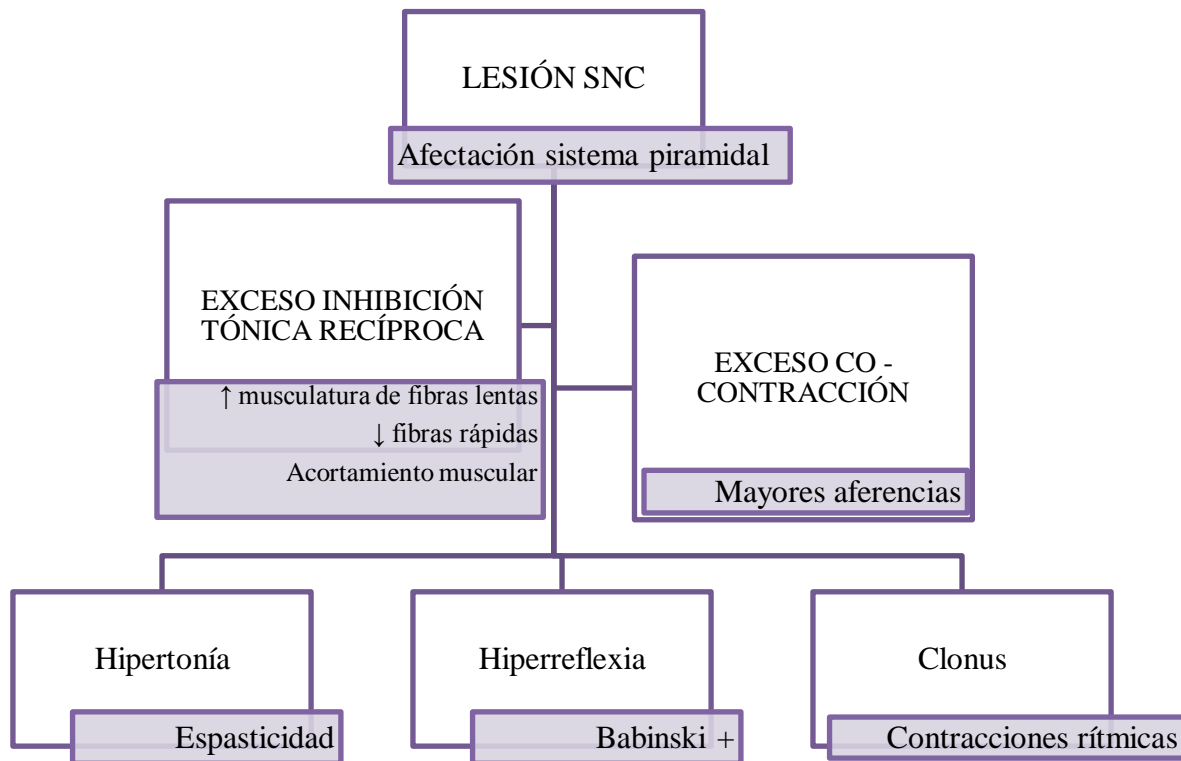 LESIÓN SNC
Afectación sistema piramidal
EXCESO INHIBICIÓN
TÓNICA RECÍPROCA
↑ musculatura de fibras lentas
↓ fibras rápidas
Acortamiento muscular
EXCESO CO -
CONTRACCIÓN
Mayores aferencias
Hipertonía
Espasticidad
Hiperreflexia
Babinski +
Clonus
Contracciones rítmicas